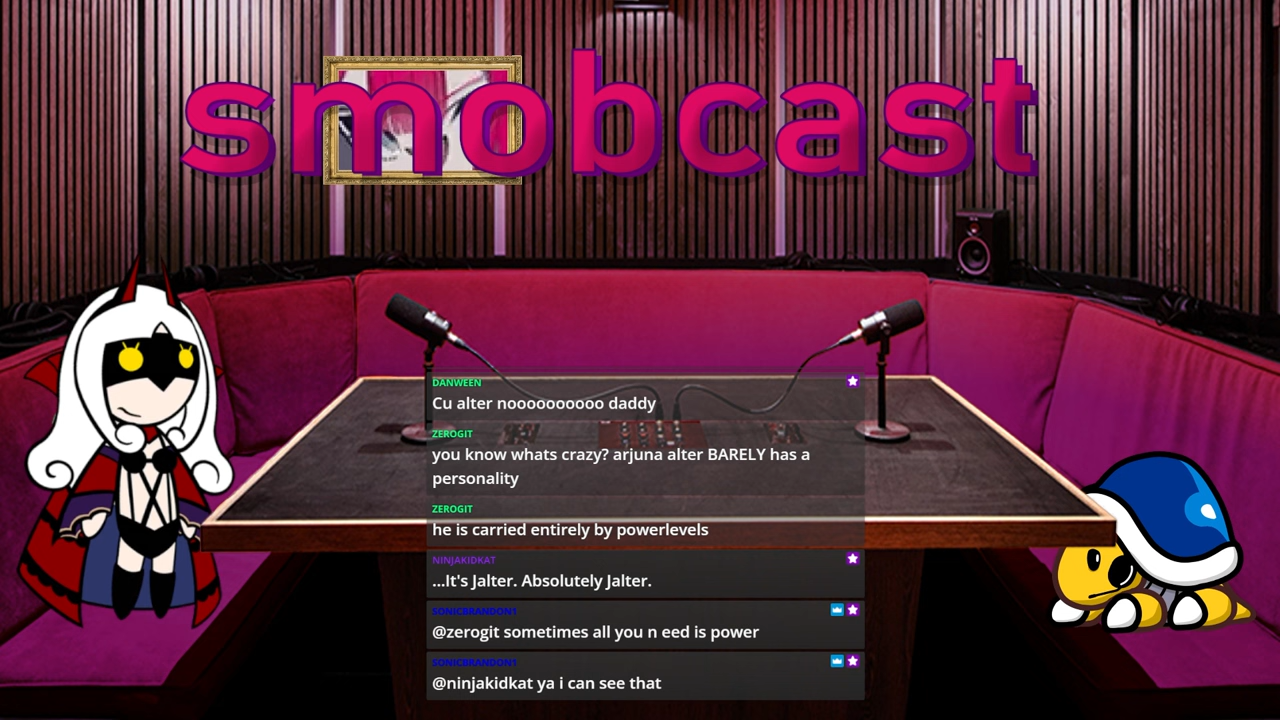 smobcast
DANWEEN
Cu alter noooooooooo daddy
ZEROGIT
you know whats crazy? arjuna alter BARELY has a
personality
ZEROGIT
he is carried entirely by powerlevels
NINJAKIDKAT
...It's Jalter. Absolutely Jalter.
SONICBRANDON1
@zerogit sometimes all you n eed is power
SONICBRANDON1
@ninjakidkat ya i can see that